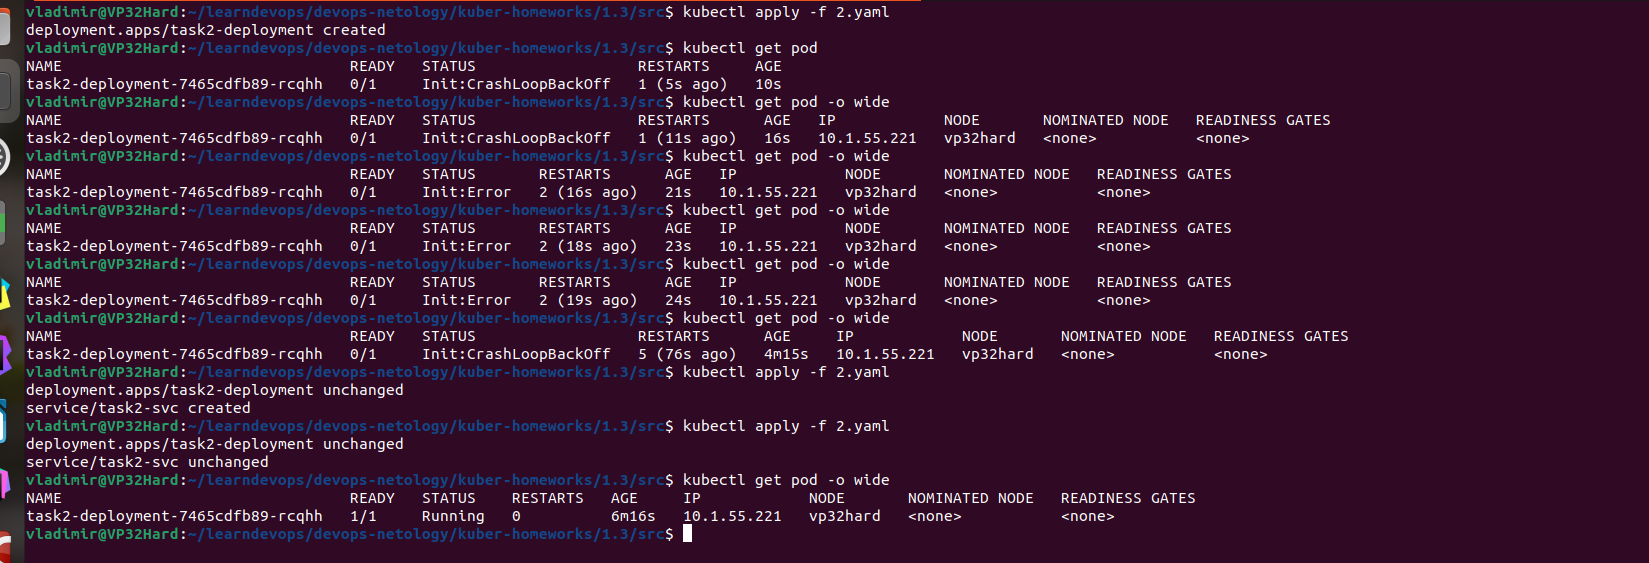 vladimir@VP32Hard:~/learndevops/devops-netology/kuber-homeworks/1.3/src$ kubectl apply -f 2.yaml
deployment.apps/task2-deployment created
vladimir@VP32Hard:~/learndevops/devops-netology/kuber-homeworks/1.3/src$ kubectl get pod
NAME READY STATUS RESTARTS AGE
task2-deployment-7465cdfb89-rcqhh 0/1 Init:CrashLoopBackOff 1 (5s ago) 10s
vladimir@VP32Hard:~/learndevops/devops-netology/kuber-homeworks/1.3/src$ kubectl get pod -o wide
NAME READY STATUS RESTARTS AGE IP NODE NOMINATED NODE READINESS GATES
task2-deployment-7465cdfb89-rcqhh 0/1 Init:CrashLoopBackOff 1 (11s ago) 16s 10.1.55.221 vp32hard <none> <none>
vladimir@VP32Hard:~/learndevops/devops-netology/kuber-homeworks/1.3/src$ kubectl get pod -o wide
NAME READY STATUS RESTARTS AGE IP NODE NOMINATED NODE READINESS GATES
task2-deployment-7465cdfb89-rcqhh 0/1 Init:Error 2 (16s ago) 21s 10.1.55.221 vp32hard <none> <none>
vladimir@VP32Hard:~/learndevops/devops-netology/kuber-homeworks/1.3/src$ kubectl get pod -o wide
NAME READY STATUS RESTARTS AGE IP NODE NOMINATED NODE READINESS GATES
task2-deployment-7465cdfb89-rcqhh 0/1 Init:Error 2 (18s ago) 23s 10.1.55.221 vp32hard <none> <none>
vladimir@VP32Hard:~/learndevops/devops-netology/kuber-homeworks/1.3/src$ kubectl get pod -o wide
NAME READY STATUS RESTARTS AGE IP NODE NOMINATED NODE READINESS GATES
task2-deployment-7465cdfb89-rcqhh 0/1 Init:Error 2 (19s ago) 24s 10.1.55.221 vp32hard <none> <none>
vladimir@VP32Hard:~/learndevops/devops-netology/kuber-homeworks/1.3/src$ kubectl get pod -o wide
NAME READY STATUS RESTARTS AGE IP NODE NOMINATED NODE READINESS GATES
task2-deployment-7465cdfb89-rcqhh 0/1 Init:CrashLoopBackOff 5 (76s ago) 4m15s 10.1.55.221 vp32hard <none> <none>
vladimir@VP32Hard:~/learndevops/devops-netology/kuber-homeworks/1.3/src$ kubectl apply -f 2.yaml
deployment.apps/task2-deployment unchanged
service/task2-svc created
vladimir@VP32Hard:~/learndevops/devops-netology/kuber-homeworks/1.3/src$ kubectl apply -f 2.yaml
deployment.apps/task2-deployment unchanged
service/task2-svc unchanged
vladimir@VP32Hard:~/learndevops/devops-netology/kuber-homeworks/1.3/src$ kubectl get pod -o wide
NAME READY STATUS RESTARTS AGE IP NODE NOMINATED NODE READINESS GATES
task2-deployment-7465cdfb89-rcqhh 1/1 Running 0 6m16s 10.1.55.221 vp32hard <none> <none>
vladimir@VP32Hard:~/learndevops/devops-netology/kuber-homeworks/1.3/src$